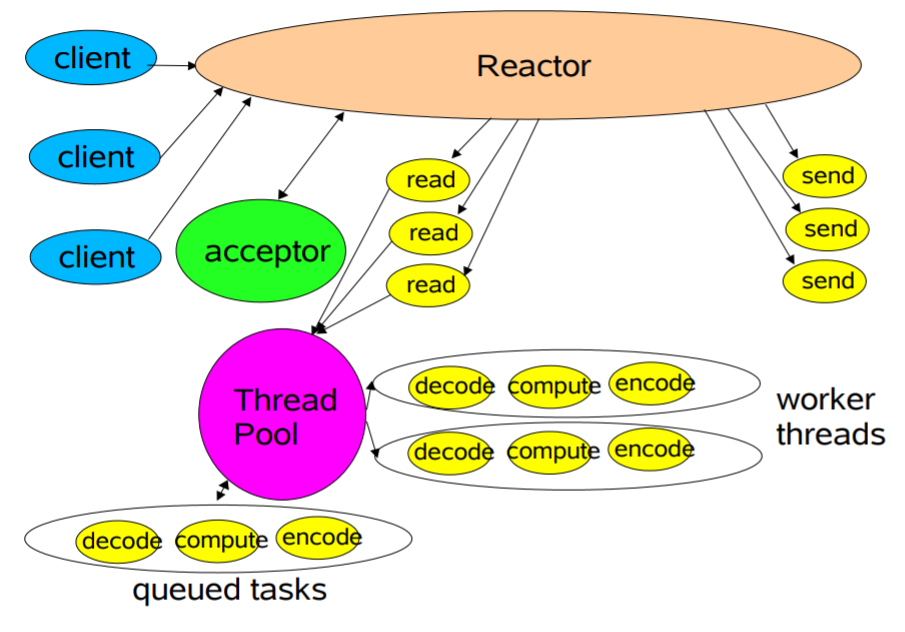 client
Reactor
client
client
acceptor
read
read
read
send
send
send
Thread
Pool
decode compute encode
decode compute encode
worker
threads
decode compute encode
queued tasks